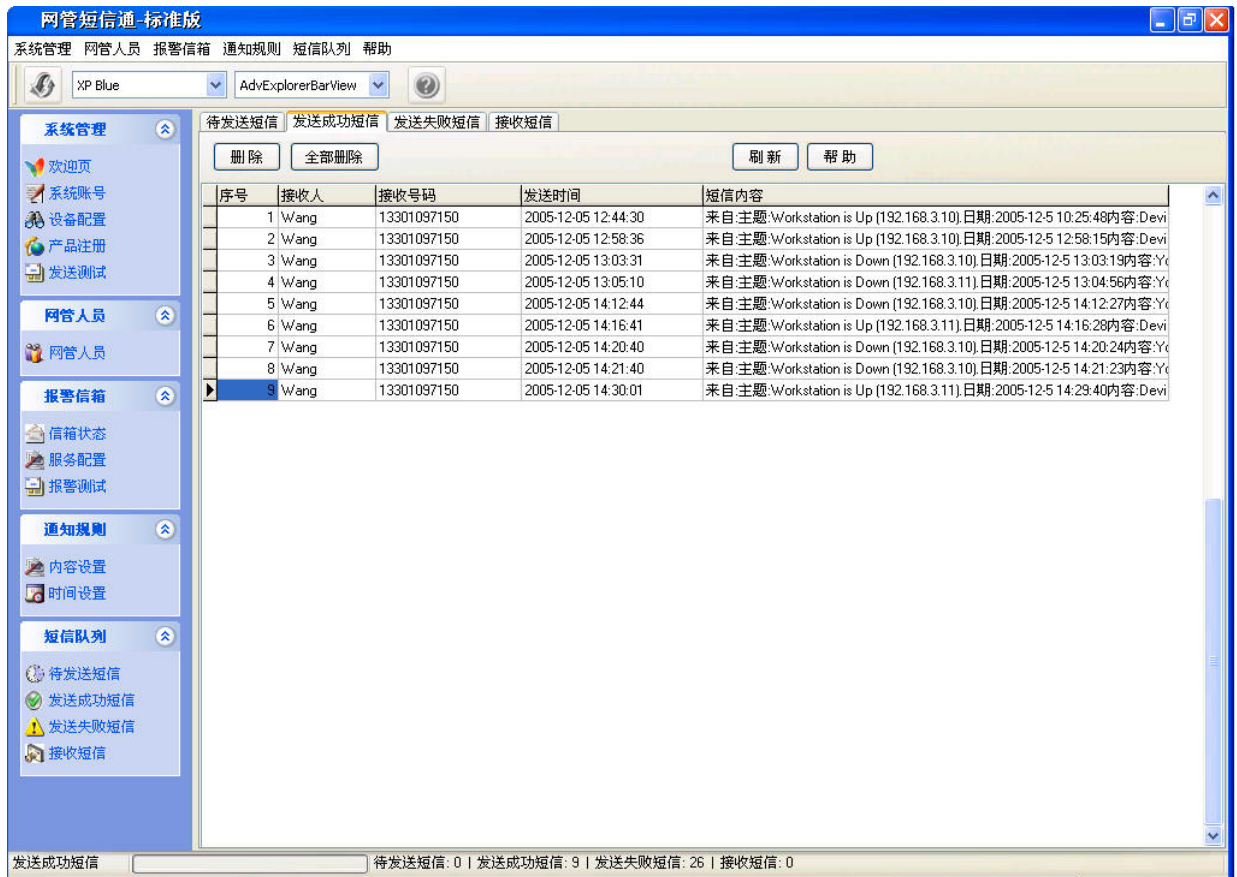 网管短信通-标准版
系统管理 网管人员 报警信箱 通知规则 短信队列 帮助
XP Blue AdvExplorerBarView
系统管理
欢迎页
系统账号
设备配置
产品注册
发送测试
网管人员
网管人员
报警信箱
信箱状态
服务配置
报警测试
通知规则
内容设置
时间设置
短信队列
待发送短信
发送成功短信
发送失败短信
接收短信
待发送短信 发送成功短信 发送失败短信 接收短信
删除 全部删除 刷新 帮助
序号 接收人 接收号码 发送时间 短信内容
1 Wang 13301097150 2005-12-05 12:44:30 来自:主题:Workstation is Up (192.168.3.10).日期:2005-12-5 10:25:48内容:Devi
2 Wang 13301097150 2005-12-05 12:58:36 来自:主题:Workstation is Up (192.168.3.10).日期:2005-12-5 12:58:15内容:Devi
3 Wang 13301097150 2005-12-05 13:03:31 来自:主题:Workstation is Down (192.168.3.10).日期:2005-12-5 13:03:19内容:Yo
4 Wang 13301097150 2005-12-05 13:05:10 来自:主题:Workstation is Down (192.168.3.11).日期:2005-12-5 13:04:56内容:Yo
5 Wang 13301097150 2005-12-05 14:12:44 来自:主题:Workstation is Down (192.168.3.10).日期:2005-12-5 14:12:27内容:Yo
6 Wang 13301097150 2005-12-05 14:16:41 来自:主题:Workstation is Up (192.168.3.11).日期:2005-12-5 14:16:28内容:Devi
7 Wang 13301097150 2005-12-05 14:20:40 来自:主题:Workstation is Down (192.168.3.10).日期:2005-12-5 14:20:24内容:Yo
8 Wang 13301097150 2005-12-05 14:21:40 来自:主题:Workstation is Down (192.168.3.10).日期:2005-12-5 14:21:23内容:Yo
9 Wang 13301097150 2005-12-05 14:30:01 来自:主题:Workstation is Up (192.168.3.11).日期:2005-12-5 14:29:40内容:Devi
发送成功短信 待发送短信: 0 | 发送成功短信: 9 | 发送失败短信: 26 | 接收短信: 0